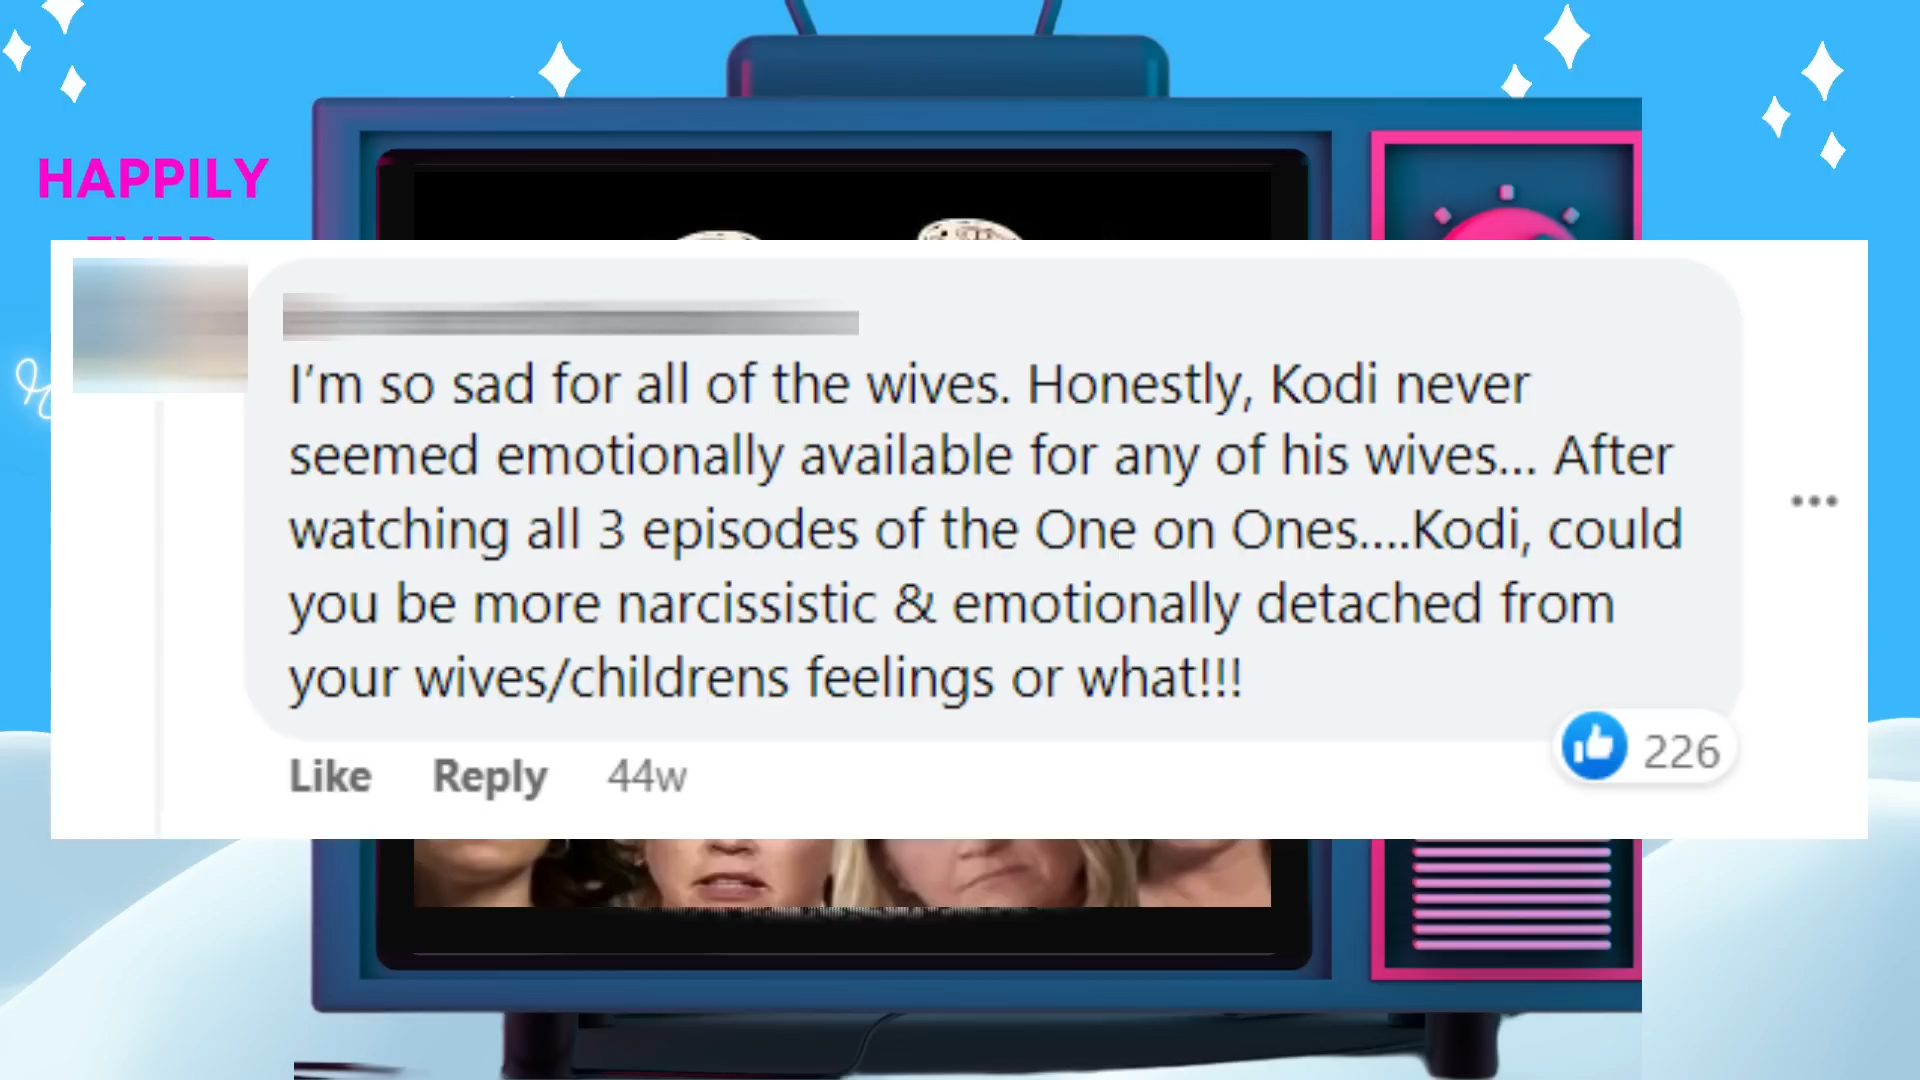 HAPPILY
EVER
I'm so sad for all of the wives. Honestly, Kodi never
seemed emotionally available for any of his wives... After
watching all 3 episodes of the One on Ones....Kodi, could
you be more narcissistic & emotionally detached from
your wives/childrens feelings or what!!!
226
Like Reply 44w